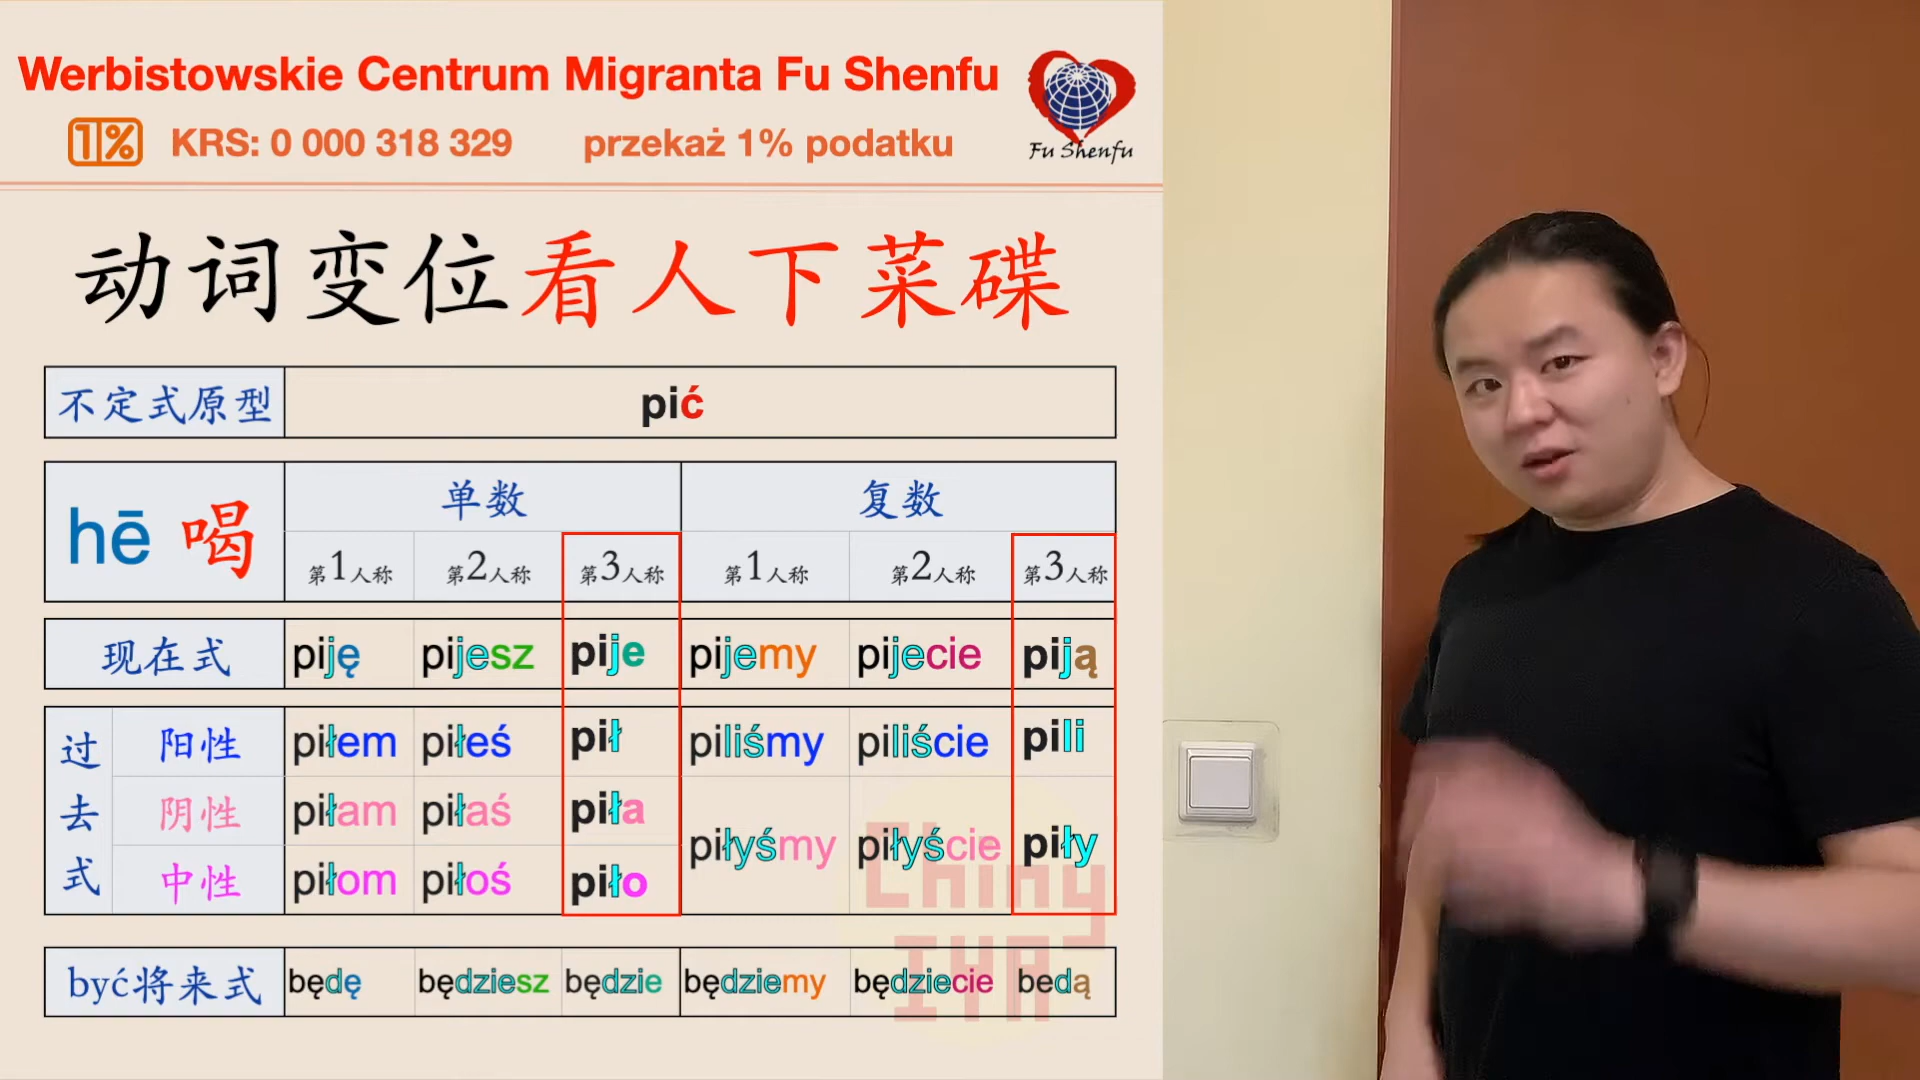 Werbistowskie Centrum Migranta Fu Shenfu
1% KRS: 0 000 318 329 przekaż 1% podatku
Fu Shenfu
动词变位看人下菜碟
不定式原型 pić
hē 喝 单数 复数
第1人称 第2人称 第3人称 第1人称 第2人称 第3人称
现在式 piję pijesz pije pijemy pijecie piją
过去式 阳性 piłem piłeś pił piliśmy piliście pili
阴性 piłam piłaś piła piłyśmy piłyście piły
中性 piłom piłoś piło
Chiny
IYA
być将来式 będę będziesz będzie będziemy będziecie bedą